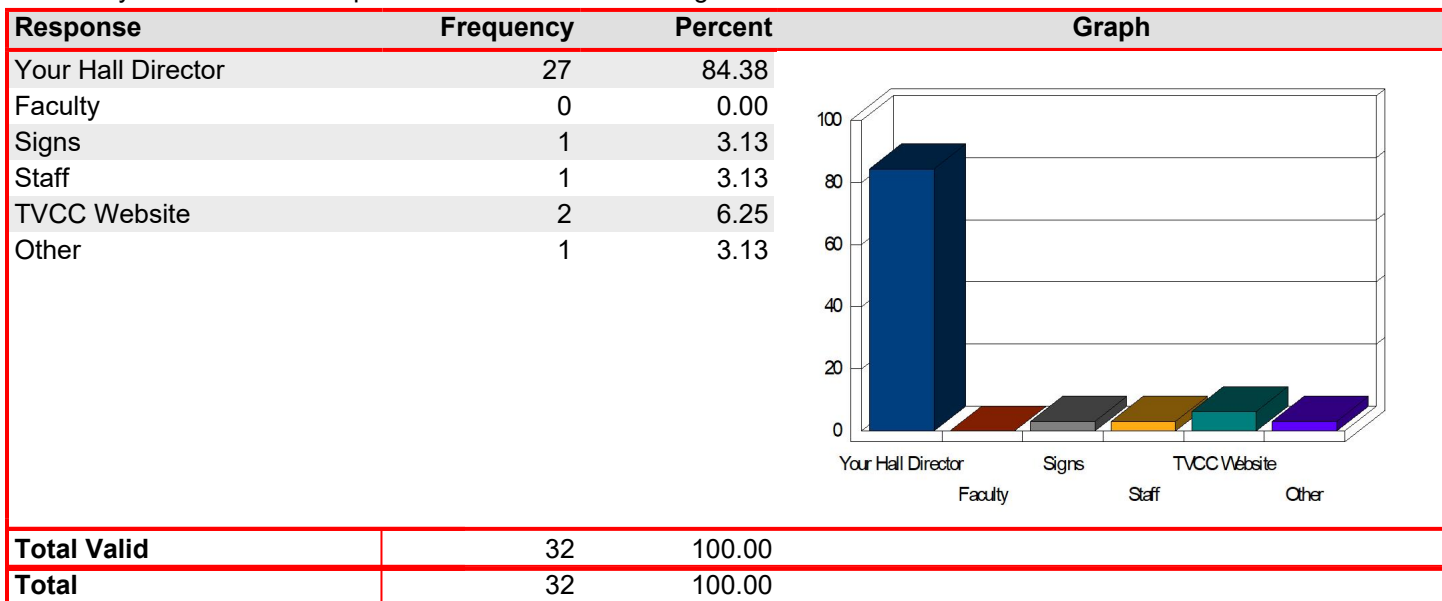 Response Frequency Percent Graph
Your Hall Director 27 84.38
Faculty 0 0.00
Signs 1 3.13
Staff 1 3.13
TVCC Website 2 6.25
Other 1 3.13
100
80
60
40
20
0
Your Hall Director Signs TVCC Website
Faculty Staff Other
Total Valid 32 100.00
Total 32 100.00